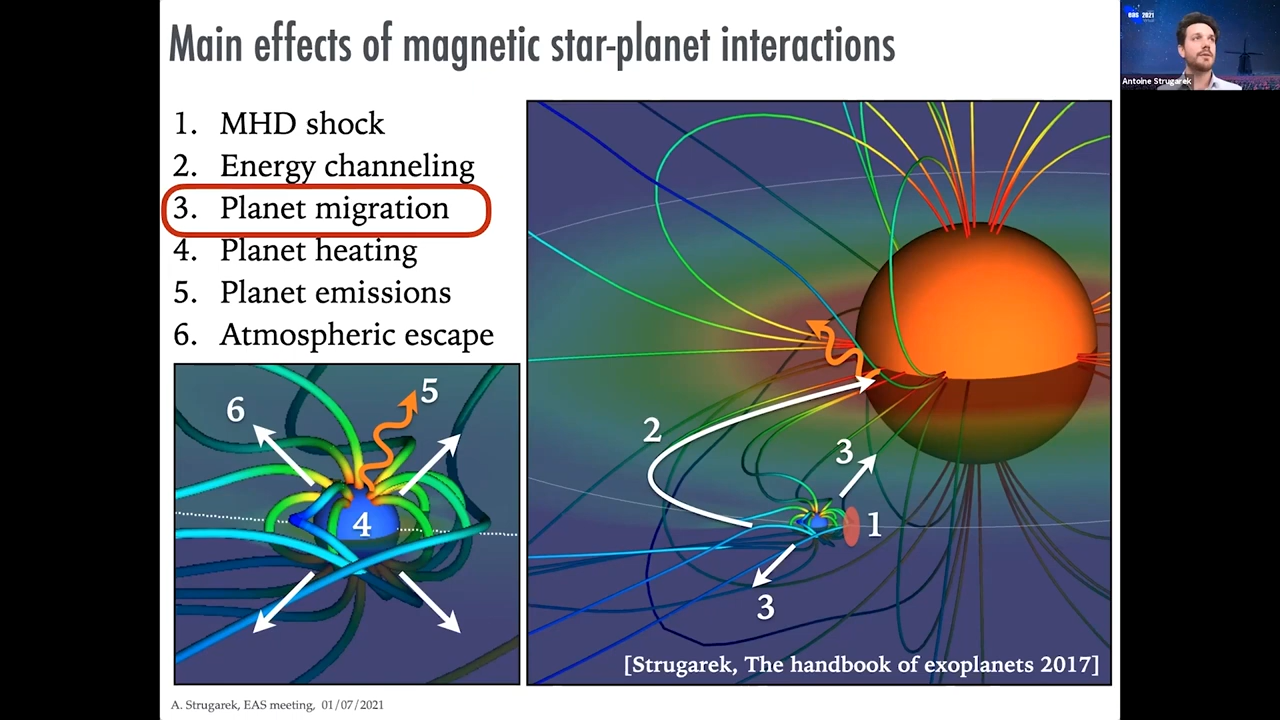 Main effects of magnetic star-planet interactions
eas 2021
Antoine Strugarek
1. MHD shock
2. Energy channeling
3. Planet migration
4. Planet heating
5. Planet emissions
6. Atmospheric escape
6
5
4
2
3
1
3
[Strugarek, The handbook of exoplanets 2017]
A. Strugarek, EAS meeting, 01/07/2021